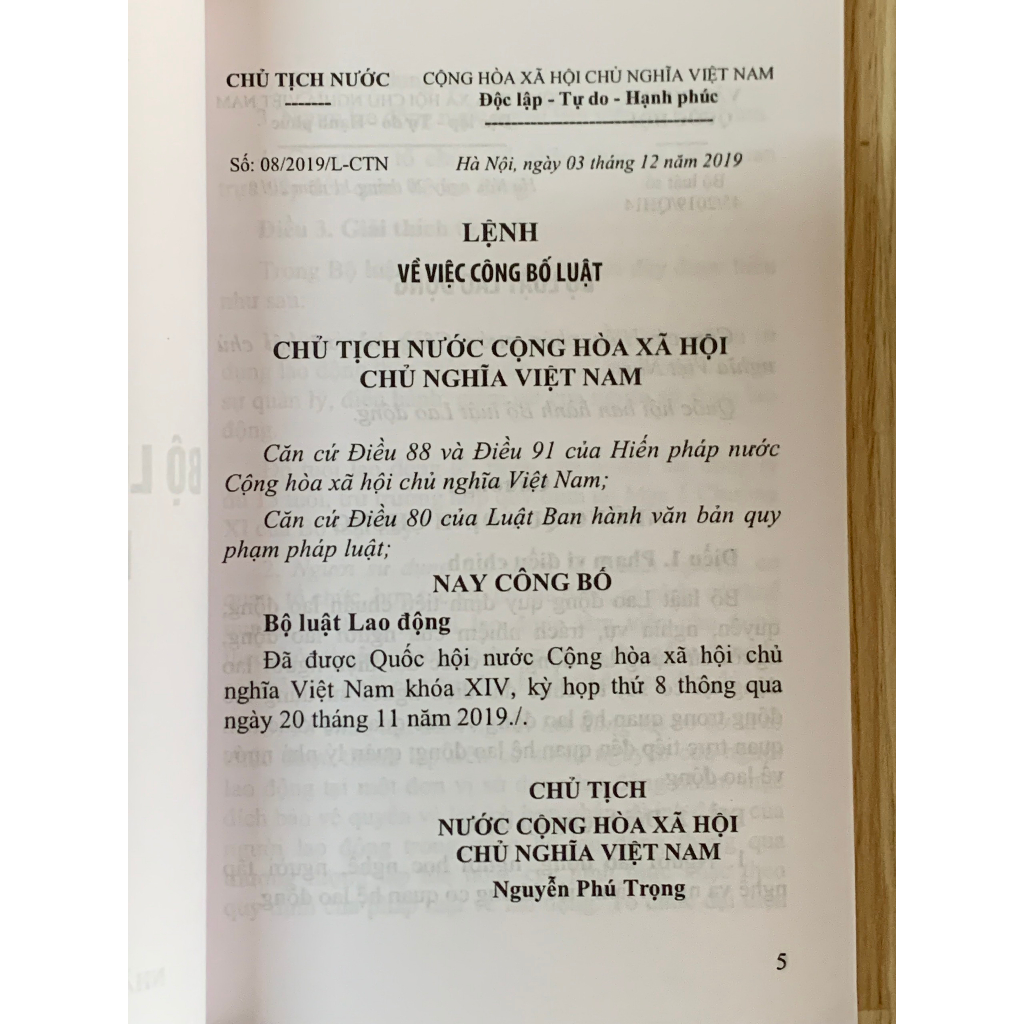 CHỦ TỊCH NƯỚC
-------
CỘNG HÒA XÃ HỘI CHỦ NGHĨA VIỆT NAM
Độc lập - Tự do - Hạnh phúc
-----------------------------------
Số: 08/2019/L-CTN
Hà Nội, ngày 03 tháng 12 năm 2019
LỆNH
VỀ VIỆC CÔNG BỐ LUẬT
CHỦ TỊCH NƯỚC CỘNG HÒA XÃ HỘI
CHỦ NGHĨA VIỆT NAM
Căn cứ Điều 88 và Điều 91 của Hiến pháp nước
Cộng hòa xã hội chủ nghĩa Việt Nam;
Căn cứ Điều 80 của Luật Ban hành văn bản quy
phạm pháp luật;
NAY CÔNG BỐ
Bộ luật Lao động
Đã được Quốc hội nước Cộng hòa xã hội chủ
nghĩa Việt Nam khóa XIV, kỳ họp thứ 8 thông qua
ngày 20 tháng 11 năm 2019./.
CHỦ TỊCH
NƯỚC CỘNG HÒA XÃ HỘI
CHỦ NGHĨA VIỆT NAM
Nguyễn Phú Trọng
5